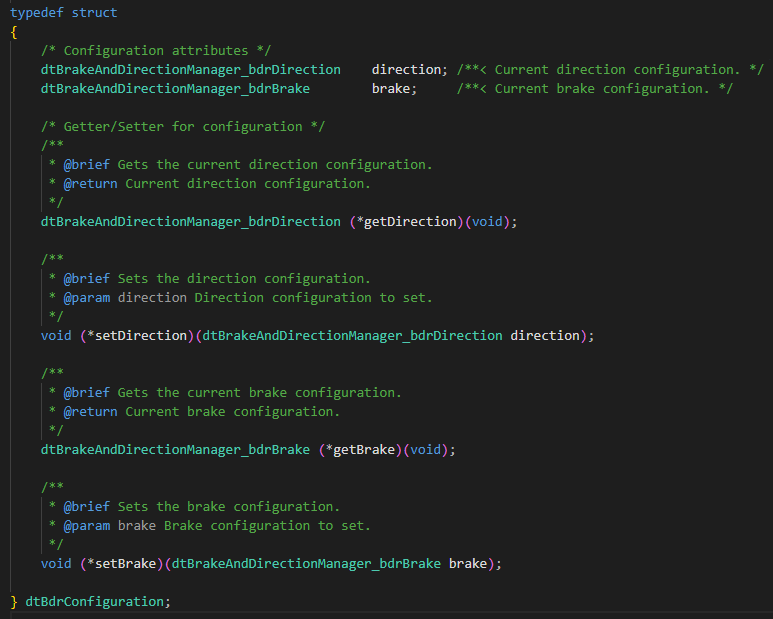 typedef struct
{
    /* Configuration attributes */
    dtBrakeAndDirectionManager_bdrDirection    direction; /**< Current direction configuration. */
    dtBrakeAndDirectionManager_bdrBrake        brake;     /**< Current brake configuration. */

    /* Getter/Setter for configuration */
    /**
     * @brief Gets the current direction configuration.
     * @return Current direction configuration.
     */
    dtBrakeAndDirectionManager_bdrDirection (*getDirection)(void);

    /**
     * @brief Sets the direction configuration.
     * @param direction Direction configuration to set.
     */
    void (*setDirection)(dtBrakeAndDirectionManager_bdrDirection direction);

    /**
     * @brief Gets the current brake configuration.
     * @return Current brake configuration.
     */
    dtBrakeAndDirectionManager_bdrBrake (*getBrake)(void);

    /**
     * @brief Sets the brake configuration.
     * @param brake Brake configuration to set.
     */
    void (*setBrake)(dtBrakeAndDirectionManager_bdrBrake brake);

} dtBdrConfiguration;